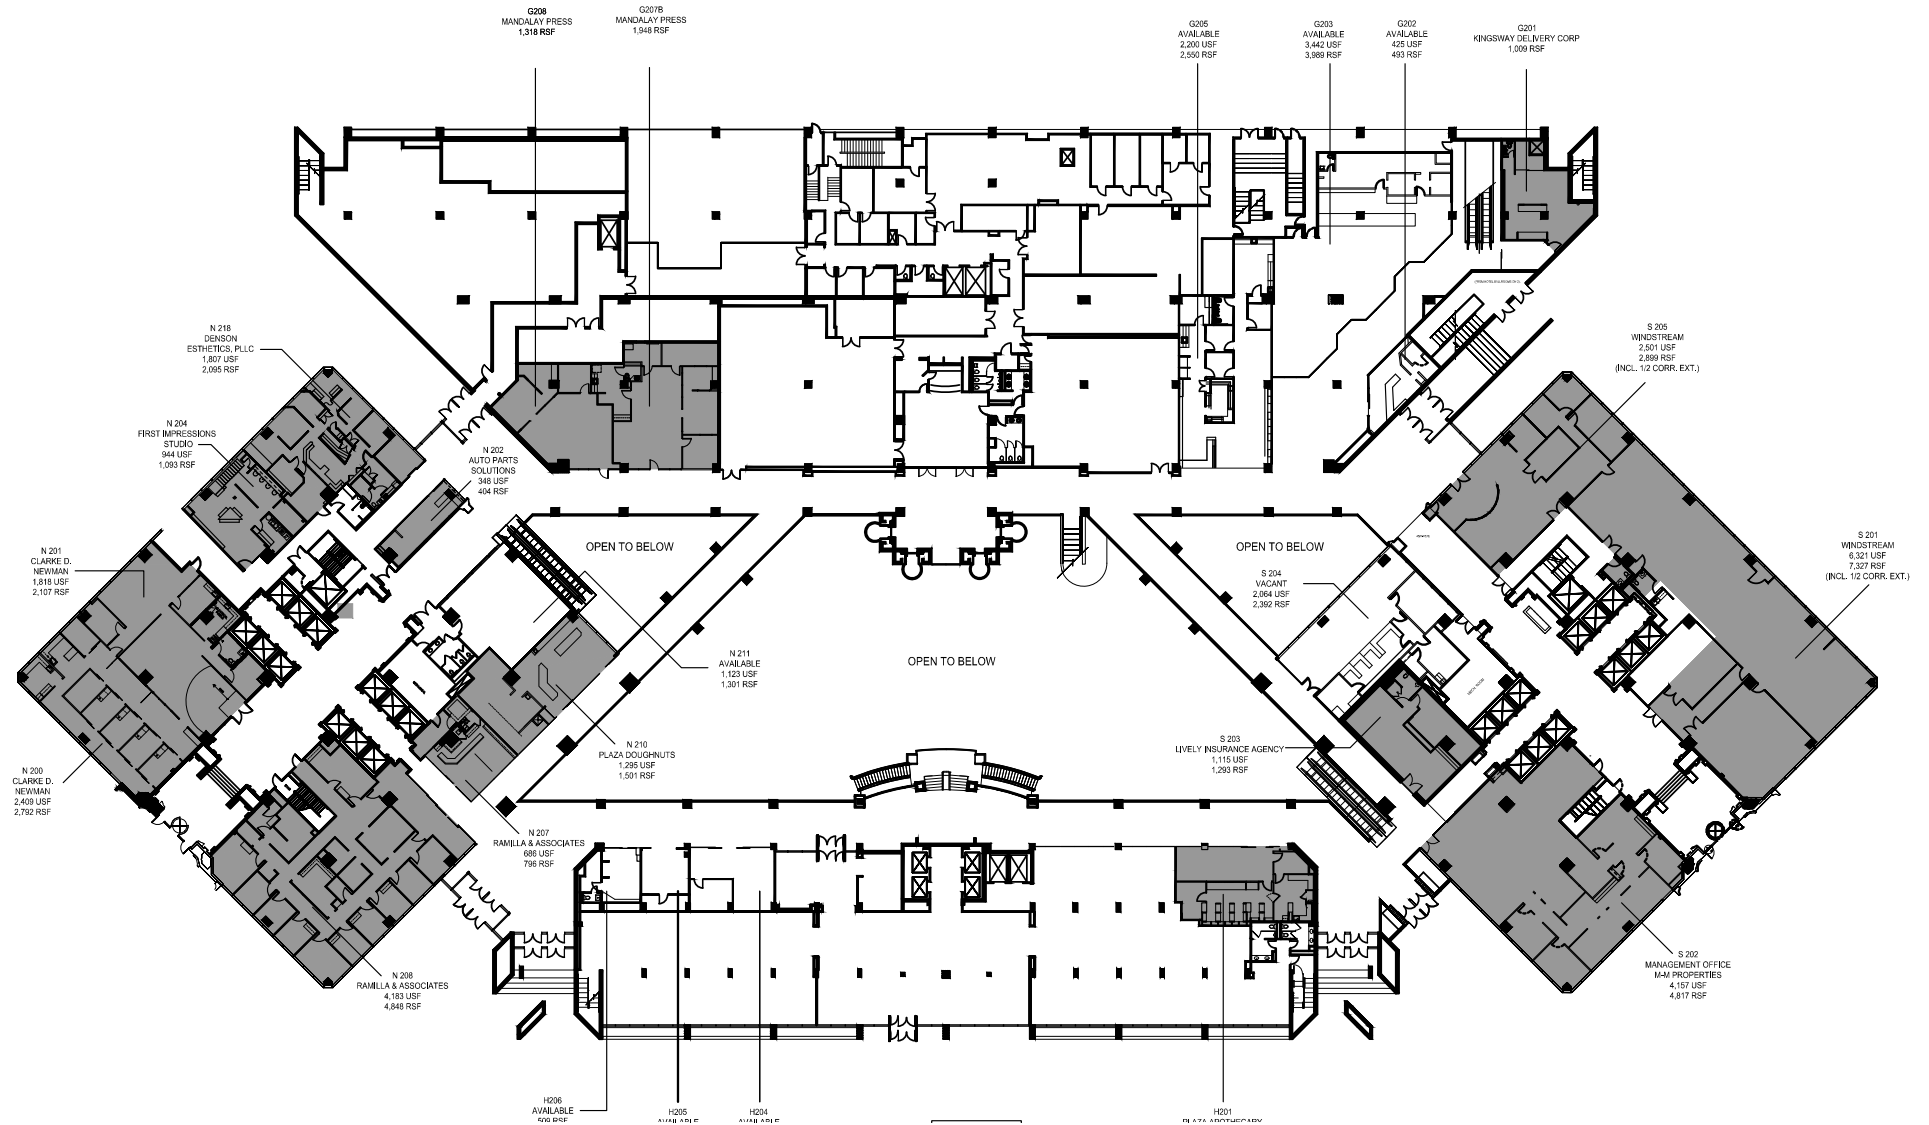 G208
MANDALAY PRESS
1,318 RSF
G207B
MANDALAY PRESS
1,948 RSF
G205
AVAILABLE
2,200 USF
2,550 RSF
G203
AVAILABLE
3,442 USF
3,989 RSF
G202
AVAILABLE
425 USF
493 RSF
G201
KINGSWAY DELIVERY CORP
1,009 RSF
N 218
DENSON
ESTHETICS, PLLC
1,807 USF
2,095 RSF
S 205
WINDSTREAM
2,501 USF
2,899 RSF
(INCL. 1/2 CORR. EXT.)
N 204
FIRST IMPRESSIONS
STUDIO
944 USF
1,093 RSF
N 202
AUTO PARTS
SOLUTIONS
348 USF
404 RSF
N 201
CLARKE D.
NEWMAN
1,818 USF
2,107 RSF
OPEN TO BELOW
OPEN TO BELOW
S 201
WINDSTREAM
6,321 USF
7,327 RSF
(INCL. 1/2 CORR. EXT.)
S 204
VACANT
2,064 USF
2,392 RSF
N 211
AVAILABLE
1,123 USF
1,301 RSF
OPEN TO BELOW
N 210
PLAZA DOUGHNUTS
1,295 USF
1,501 RSF
S 203
LIVELY INSURANCE AGENCY
1,115 USF
1,293 RSF
N 200
CLARKE D.
NEWMAN
2,409 USF
2,792 RSF
N 207
RAMILLA & ASSOCIATES
686 USF
796 RSF
N 208
RAMILLA & ASSOCIATES
4,183 USF
4,848 RSF
S 202
MANAGEMENT OFFICE
M-M PROPERTIES
4,157 USF
4,817 RSF
H206
AVAILABLE
509 RSF
H205
AVAILABLE
H204
AVAILABLE
H201
PLAZA APOTHECARY